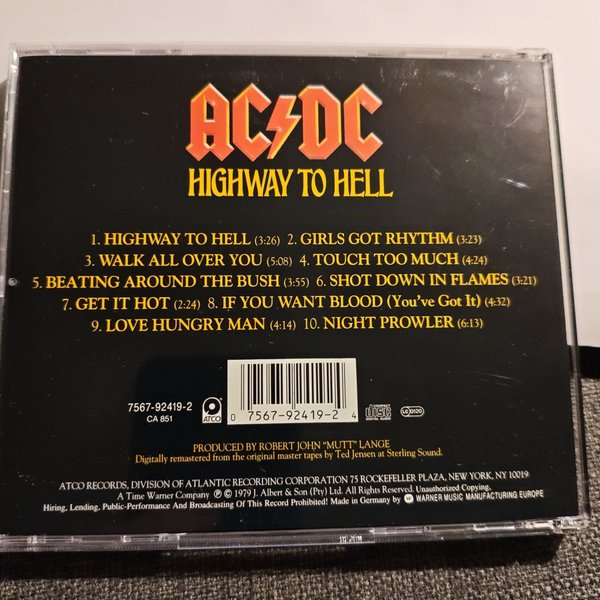 AC⚡DC
HIGHWAY TO HELL
1. HIGHWAY TO HELL (3:26) 2. GIRLS GOT RHYTHM (3:23)
3. WALK ALL OVER YOU (5:08) 4. TOUCH TOO MUCH (4:24)
5. BEATING AROUND THE BUSH (3:55) 6. SHOT DOWN IN FLAMES (3:21)
7. GET IT HOT (2:24) 8. IF YOU WANT BLOOD (You've Got It) (4:32)
9. LOVE HUNGRY MAN (4:14) 10. NIGHT PROWLER (6:13)
7567-92419-2
CA 851
ATCO
0 7567-92419-2 4
COMPACT
disc
DIGITAL AUDIO
LC 0120
PRODUCED BY ROBERT JOHN "MUTT" LANGE
Digitally remastered from the original master tapes by Ted Jensen at Sterling Sound.
ATCO RECORDS, DIVISION OF ATLANTIC RECORDING CORPORATION 75 ROCKEFELLER PLAZA, NEW YORK, NY 10019
A Time Warner Company ℗ © 1979 J. Albert & Son (Pty) Ltd. All Rights Reserved. Unauthorized Copying,
Hiring, Lending, Public-Performance And Broadcasting Of This Record Prohibited! Made in Germany by WARNER MUSIC MANUFACTURING EUROPE